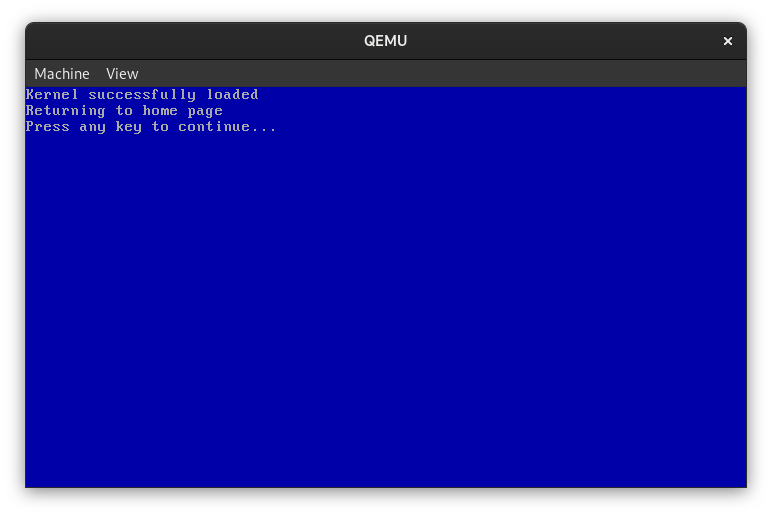 QEMU
Machine View
Kernel successfully loaded
Returning to home page
Press any key to continue...